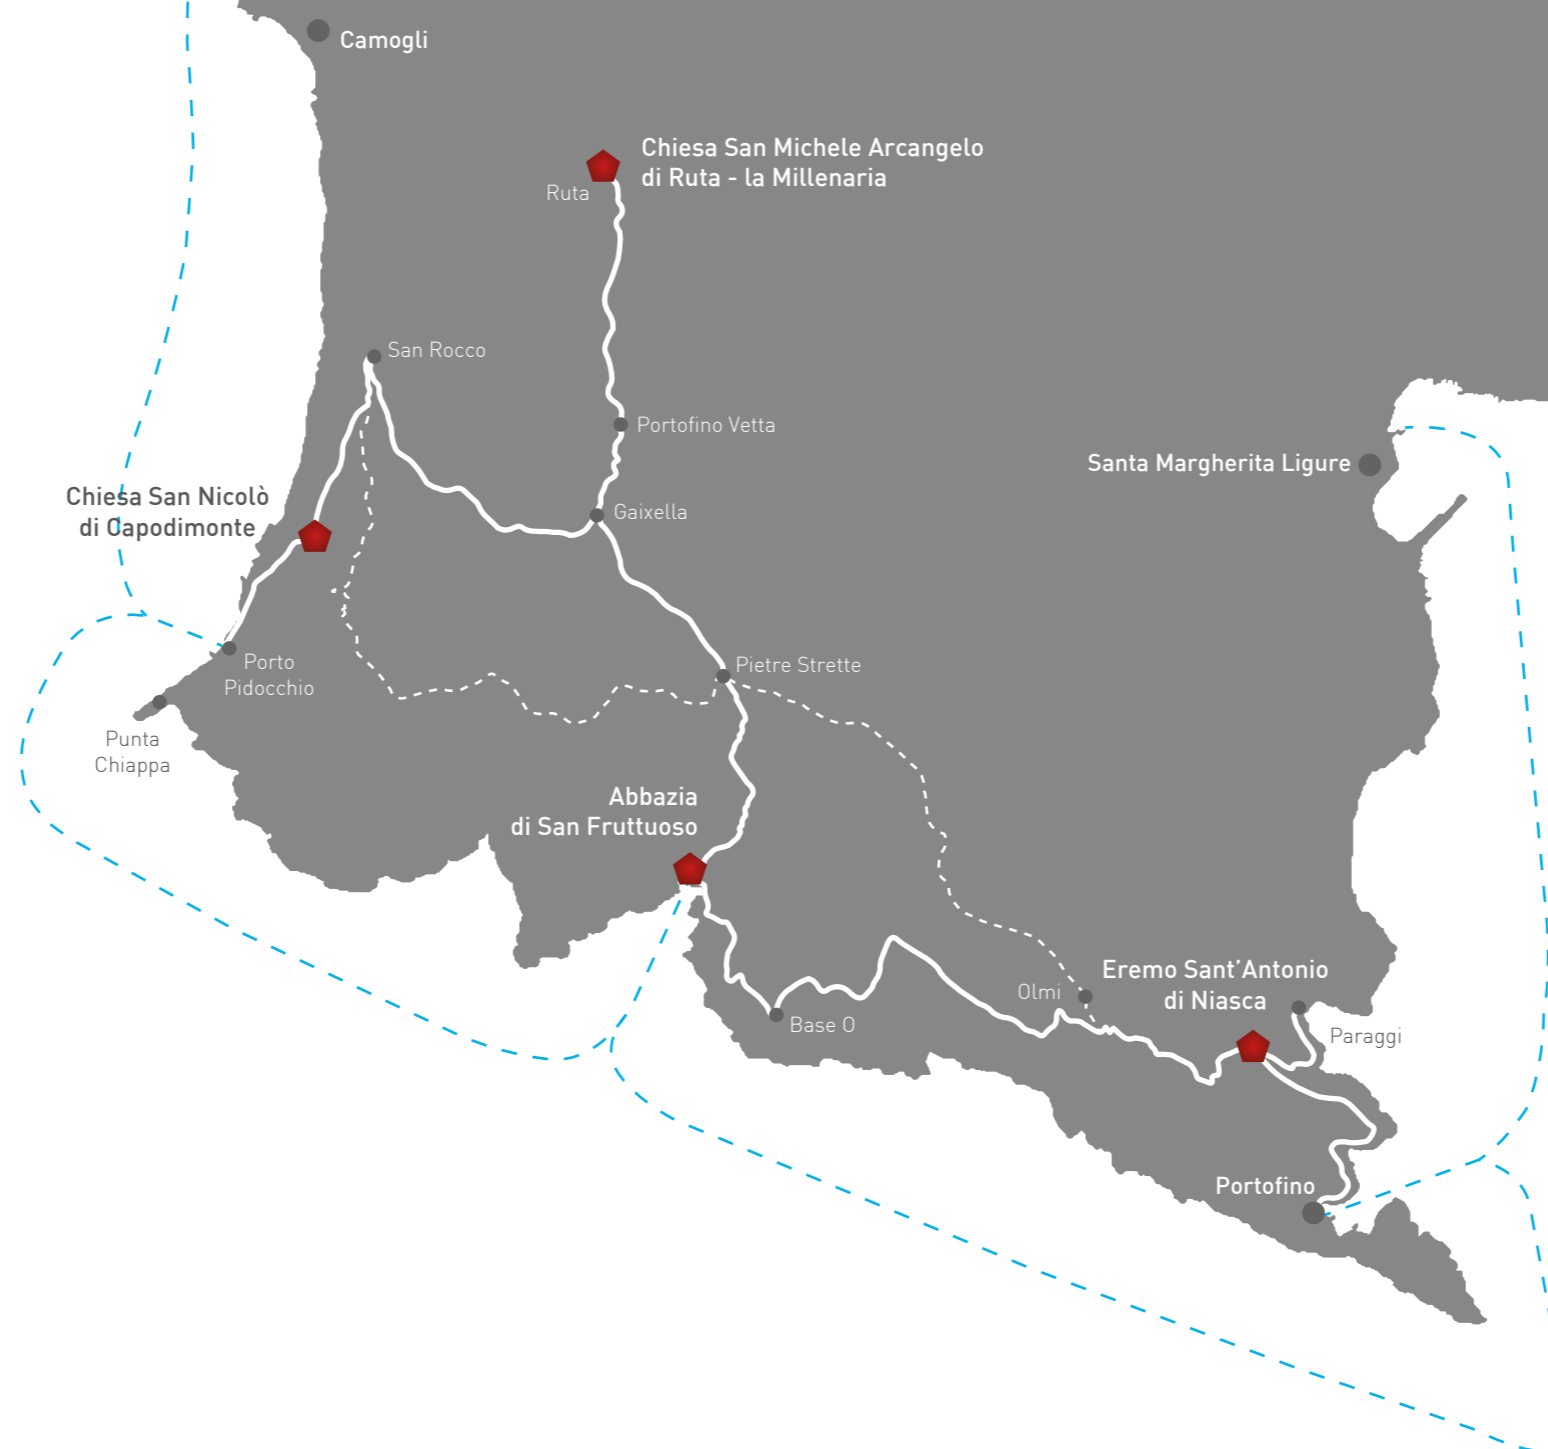 Camogli
Chiesa San Michele Arcangelo
di Ruta - la Millenaria
Ruta
San Rocco
Portofino Vetta
Santa Margherita Ligure
Chiesa San Nicolò
di Capodimonte
Gaixella
Porto
Pidocchio
Pietre Strette
Punta
Chiappa
Abbazia
di San Fruttuoso
Eremo Sant’Antonio
di Niasca
Olmi
Base O
Paraggi
Portofino